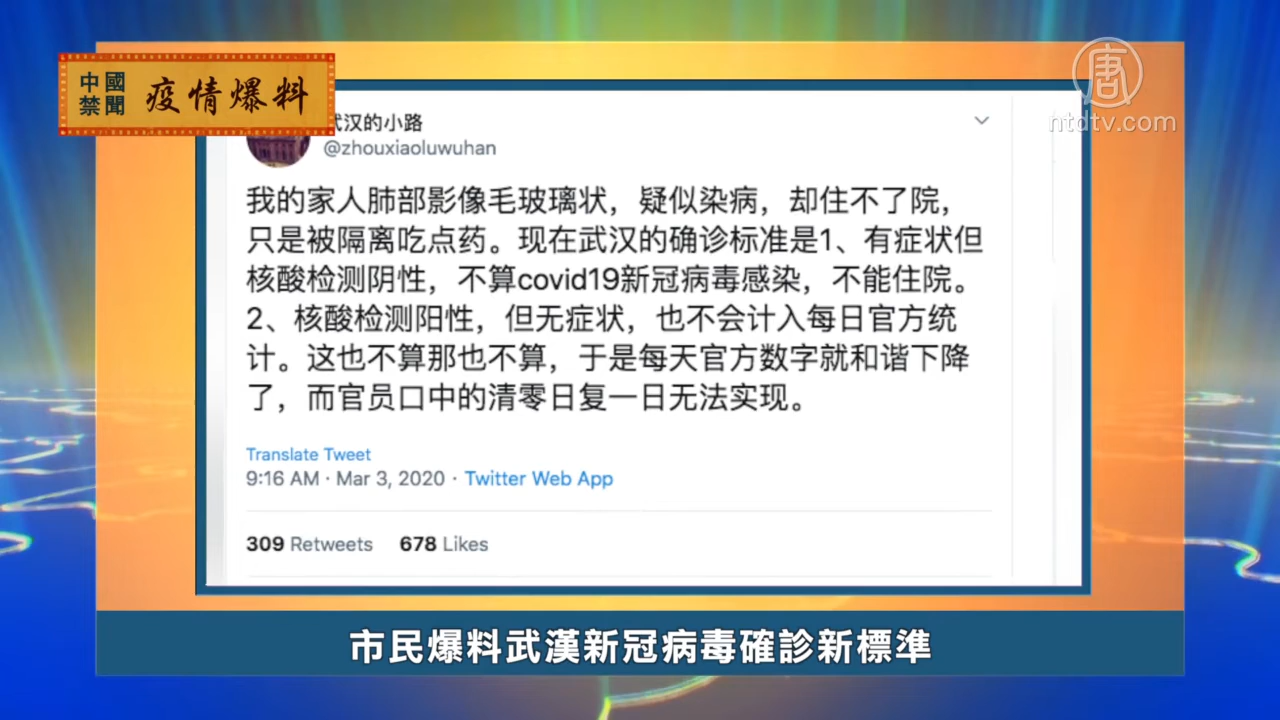 中國禁聞 疫情爆料
唐
ntdtv.com
武汉的小路
@zhouxiaoluwuhan
我的家人肺部影像毛玻璃状，疑似染病，却住不了院，
只是被隔离吃点药。现在武汉的确诊标准是1、有症状但
核酸检测阴性，不算covid19新冠病毒感染，不能住院。
2、核酸检测阳性，但无症状，也不会计入每日官方统
计。这也不算那也不算，于是每天官方数字就和谐下降
了，而官员口中的清零日复一日无法实现。
Translate Tweet
9:16 AM · Mar 3, 2020 · Twitter Web App
309 Retweets 678 Likes
市民爆料武漢新冠病毒確診新標準